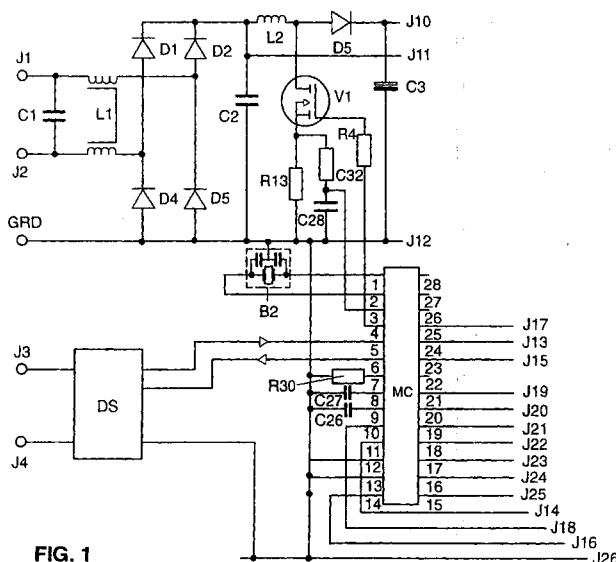 L2
D5
J10
D1
D2
J11
J1
C1
L1
C2
V1
C3
R4
J2
D4
D5
R13
C32
C28
GRD
J12
B2
1 28
2 27
3 26
4 25
5 24
6 23
7 22
8 21
9 20
10 19
11 18
12 17
13 16
14 15
MC
J17
J13
J15
J3
DS
J4
R30
C27
C26
J19
J20
J21
J22
J23
J24
J25
J14
J18
J16
J26
FIG. 1